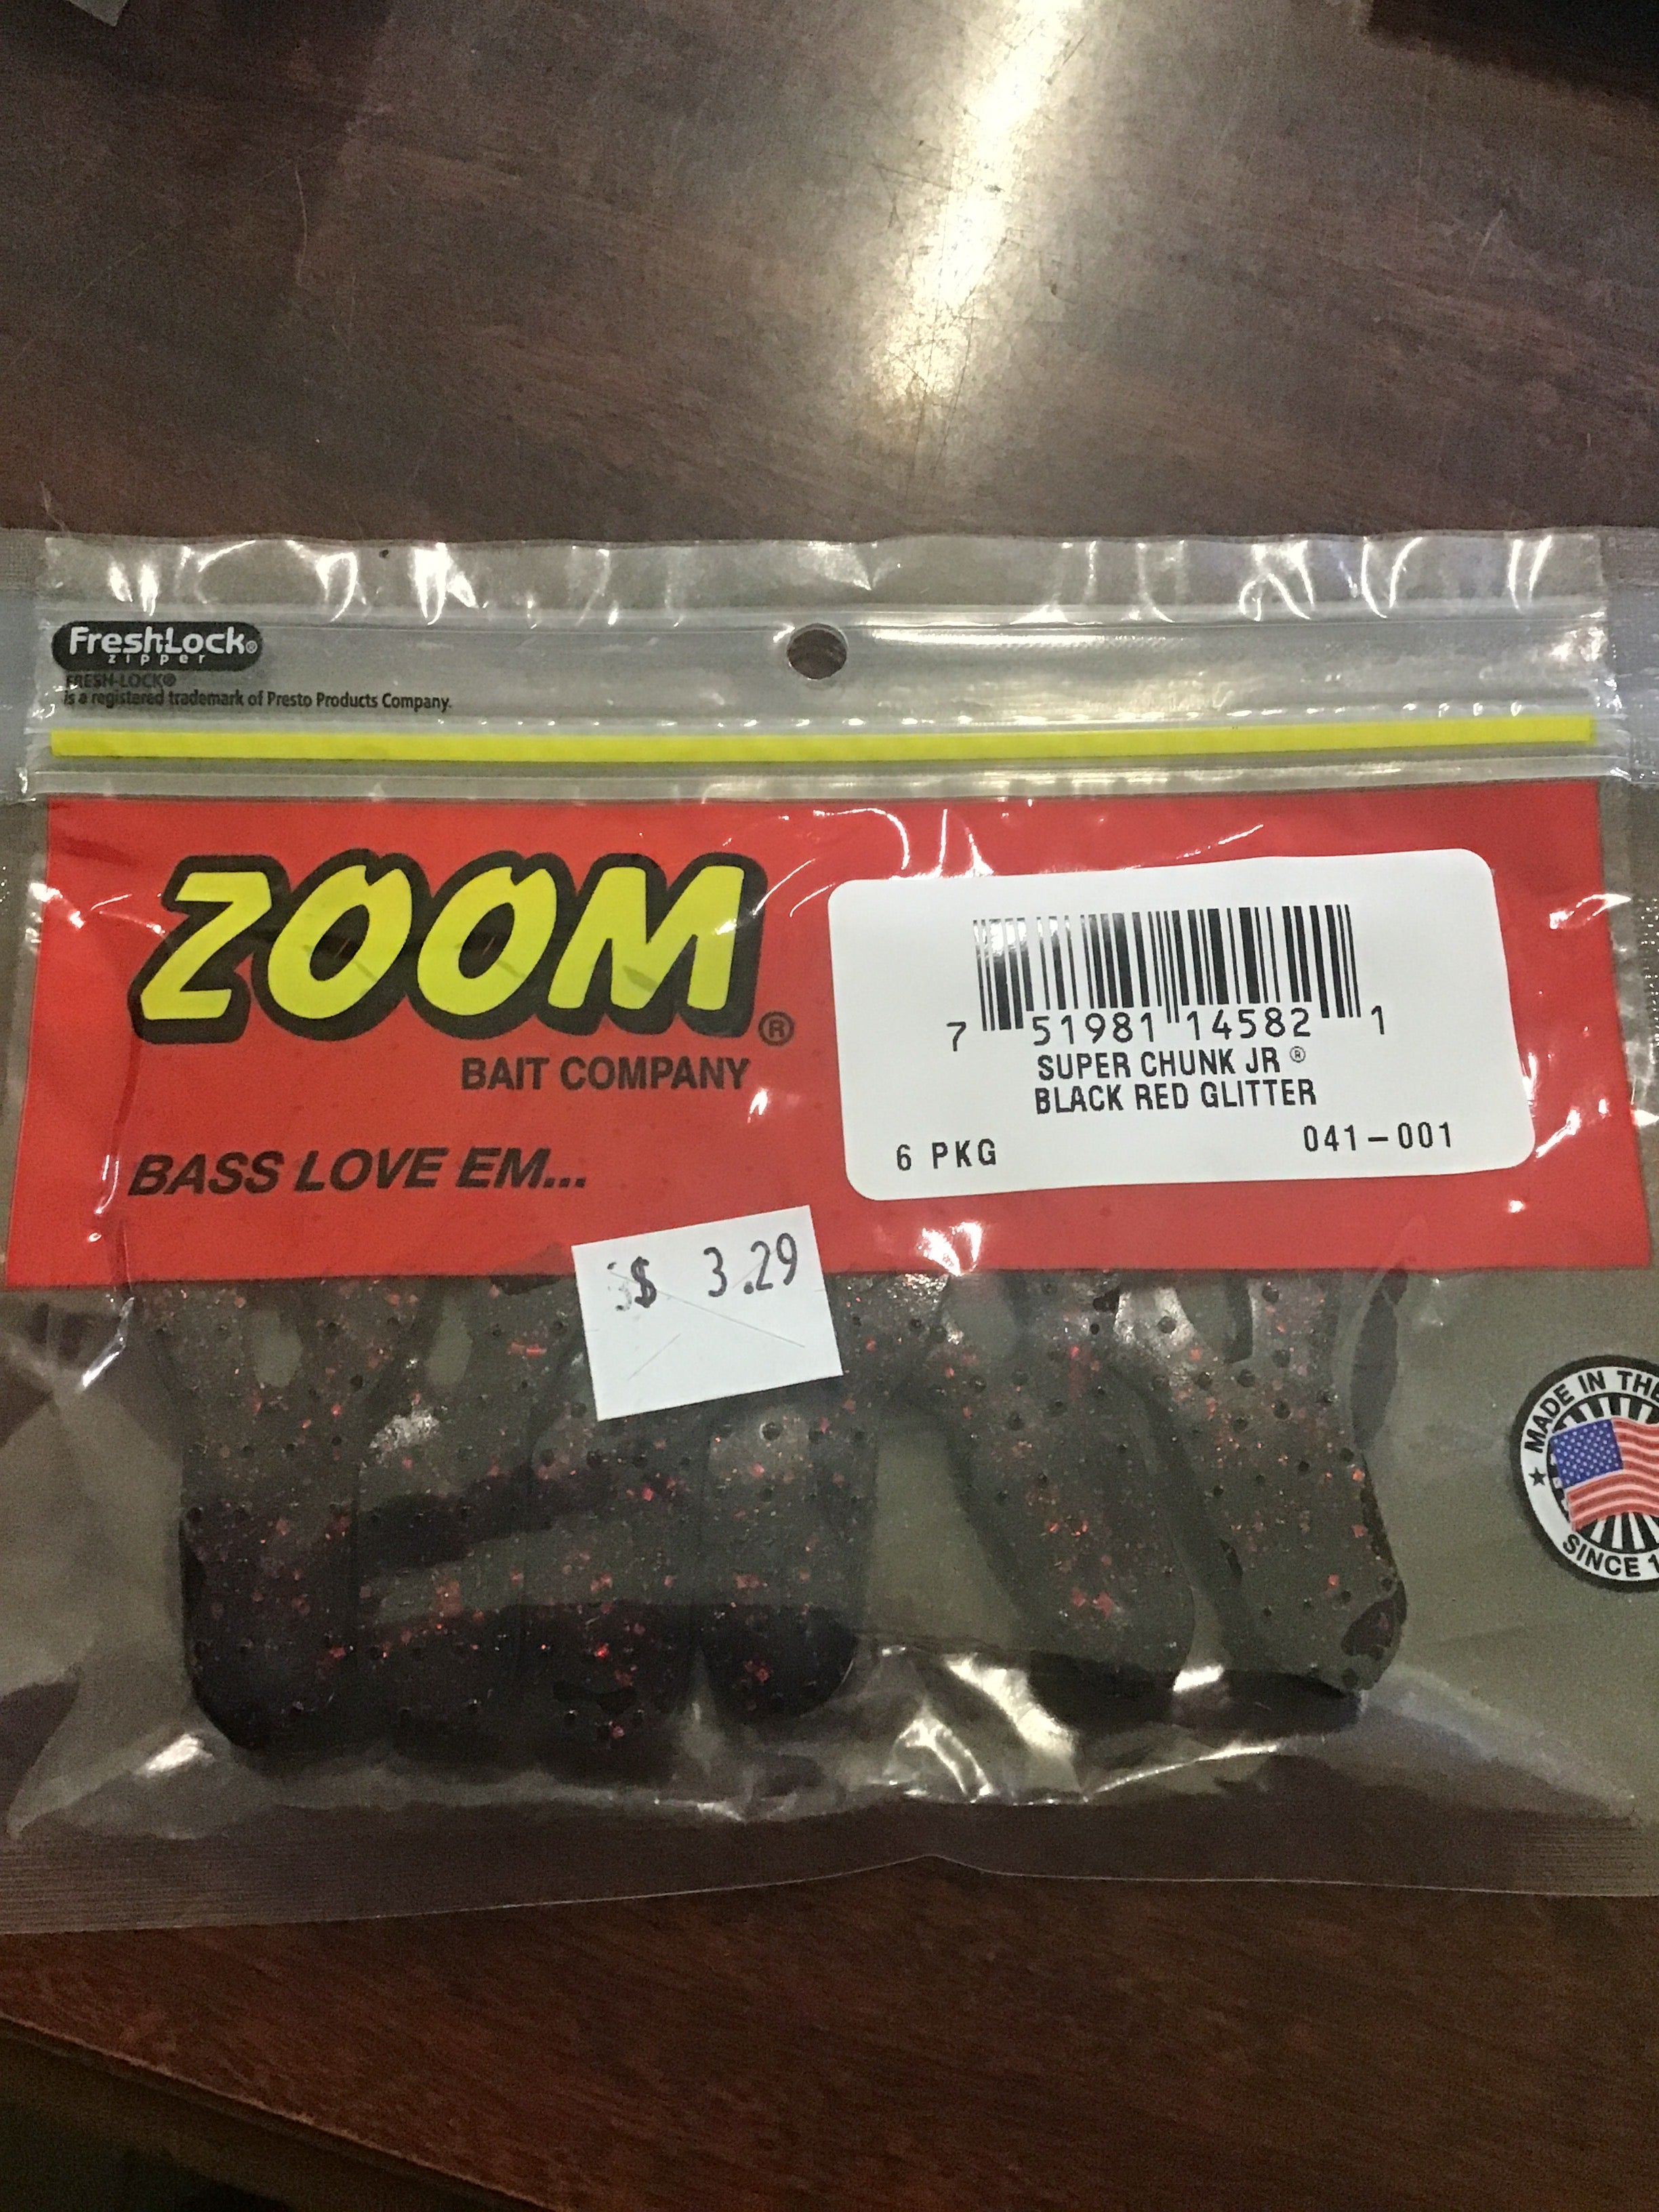 FreshLock®
zipper
FRESH-LOCK®
is a registered trademark of Presto Products Company.
ZOOM®
BAIT COMPANY
BASS LOVE EM...
7 51981 14582 1
SUPER CHUNK JR ®
BLACK RED GLITTER
6 PKG 041-001
$ 3.29
★ MADE IN THE
SINCE 1